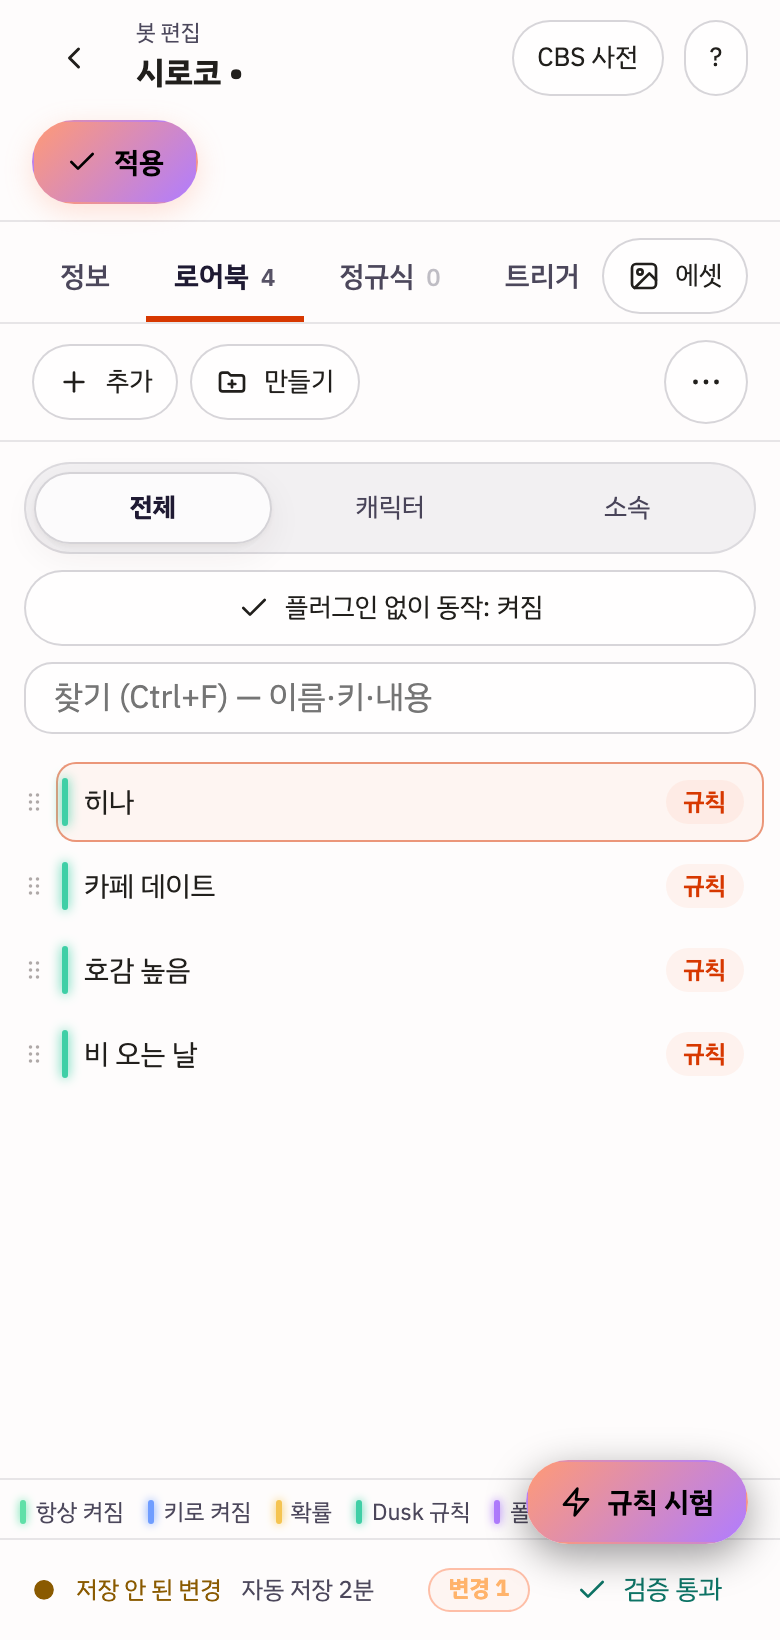 봇 편집
시로코 •
CBS 사전
?
적용
정보
로어북 4
정규식 0
트리거
에셋
추가
만들기
전체
캐릭터
소속
플러그인 없이 동작: 켜짐
찾기 (Ctrl+F) — 이름·키·내용
히나
규칙
카페 데이트
규칙
호감 높음
규칙
비 오는 날
규칙
항상 켜짐
키로 켜짐
확률
Dusk 규칙
규칙 시험
저장 안 된 변경
자동 저장 2분
변경 1
검증 통과